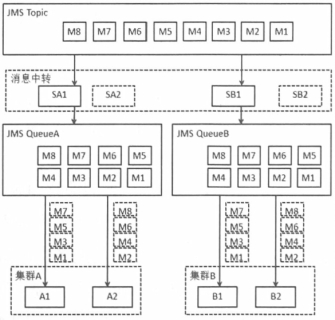 JMS Topic
M8 M7 M6 M5 M4 M3 M2 M1
消息中转
SA1 SA2 SB1 SB2
JMS QueueA JMS QueueB
M8 M7 M6 M5 M8 M7 M6 M5
M4 M3 M2 M1 M4 M3 M2 M1
M7 M8 M7 M8
M5 M6 M5 M6
M3 M4 M3 M4
M1 M2 M1 M2
集群A 集群B
A1 A2 B1 B2